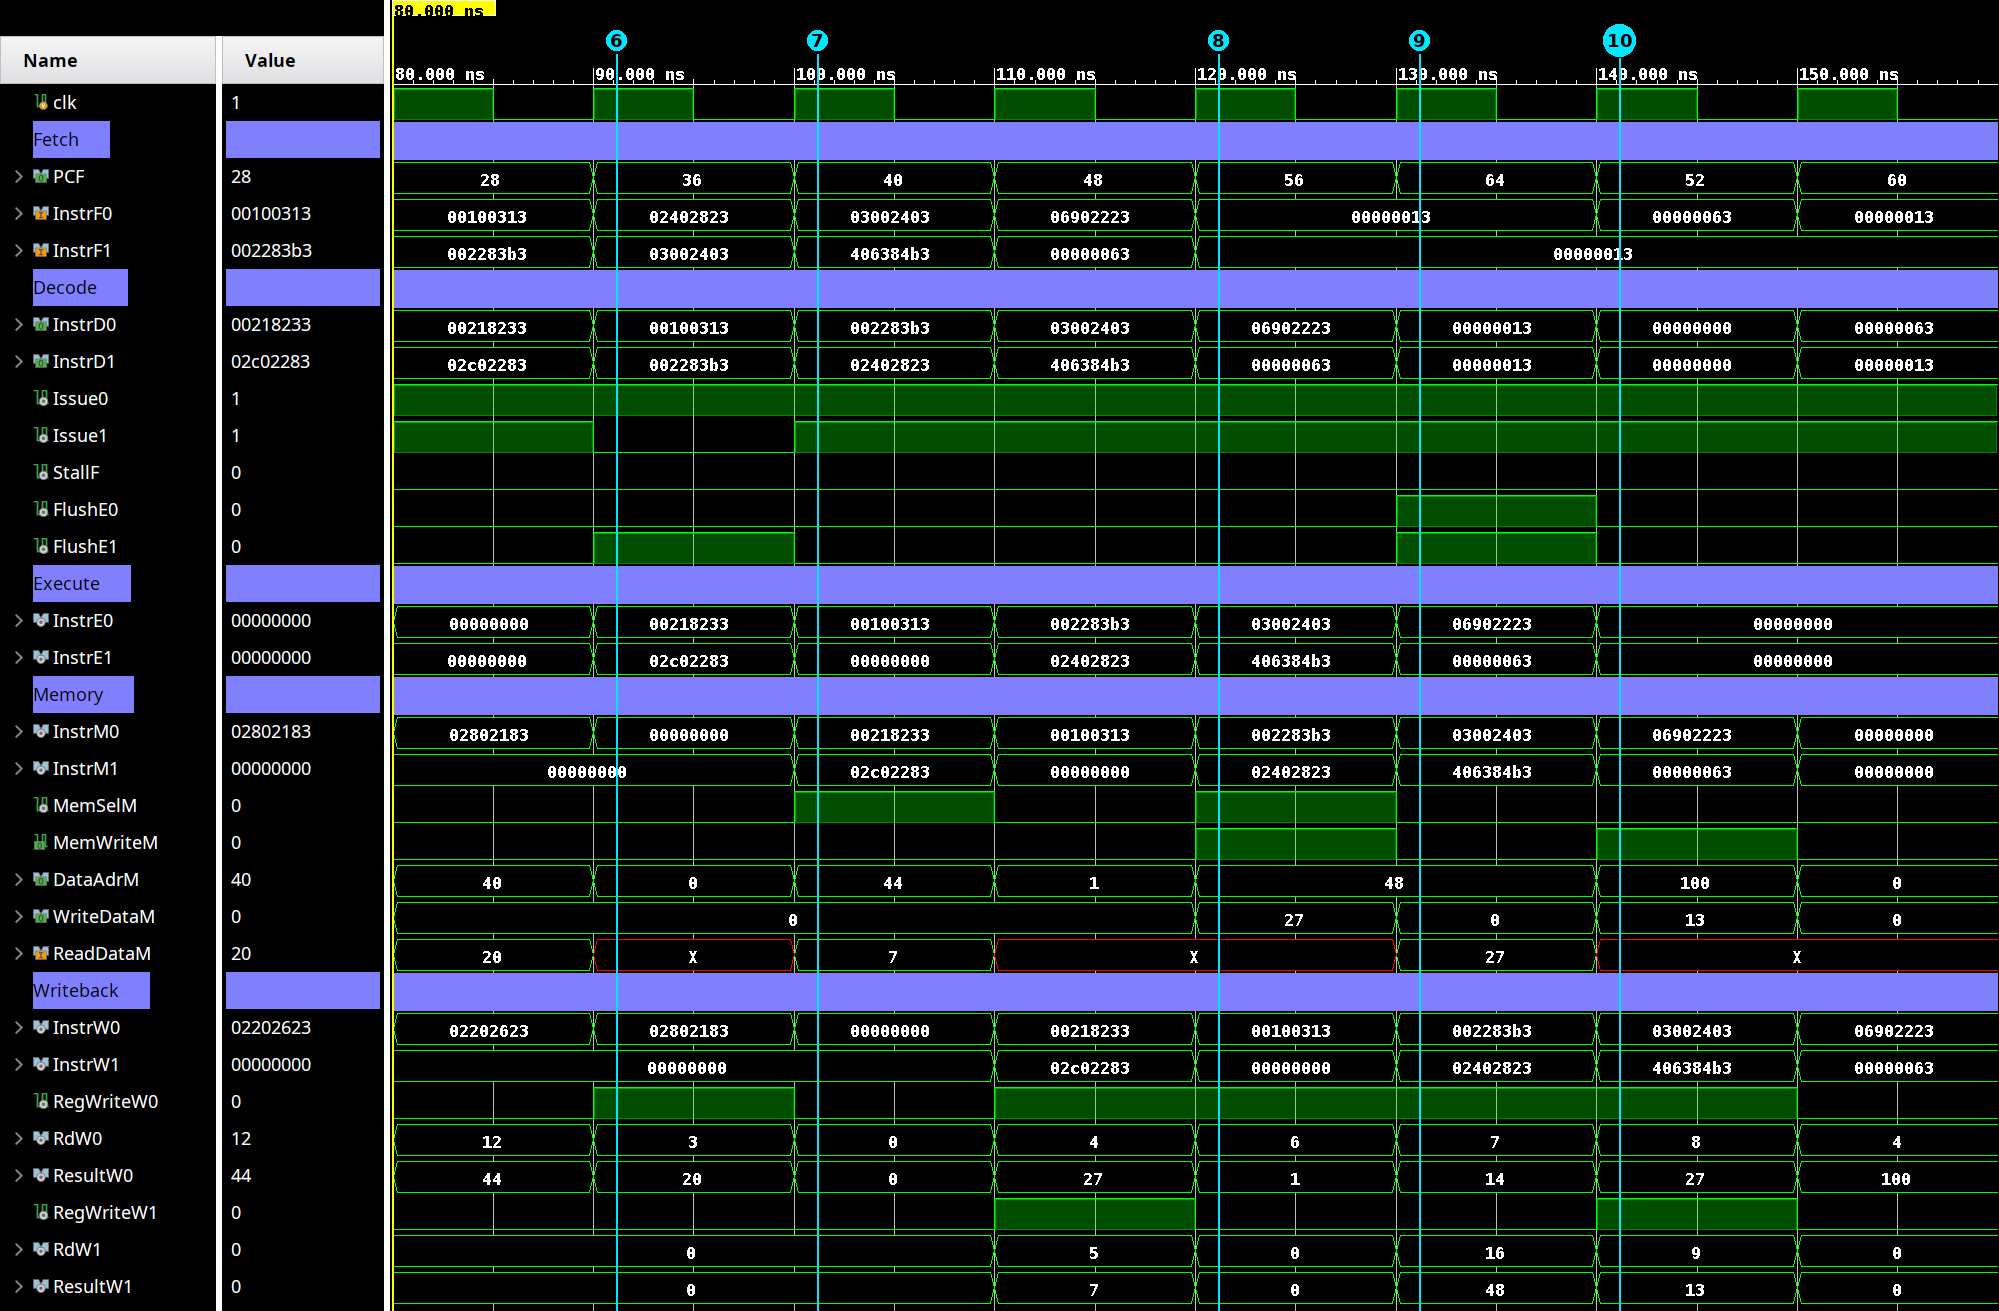 80.000 ns
6 7 8 9 10
Name Value
80.000 ns 90.000 ns 100.000 ns 110.000 ns 120.000 ns 130.000 ns 140.000 ns 150.000 ns
clk 1
Fetch
PCF 28 28 36 40 48 56 64 52 60
InstrF0 00100313 00100313 02402823 03002403 06902223 00000013 00000063 00000013
InstrF1 002283b3 002283b3 03002403 406384b3 00000063 00000013
Decode
InstrD0 00218233 00218233 00100313 002283b3 03002403 06902223 00000013 00000000 00000063
InstrD1 02c02283 02c02283 002283b3 02402823 406384b3 00000063 00000013 00000000 00000013
Issue0 1
Issue1 1
StallF 0
FlushE0 0
FlushE1 0
Execute
InstrE0 00000000 00000000 00218233 00100313 002283b3 03002403 06902223 00000000
InstrE1 00000000 00000000 02c02283 00000000 02402823 406384b3 00000063 00000000
Memory
InstrM0 02802183 02802183 00000000 00218233 00100313 002283b3 03002403 06902223 00000000
InstrM1 00000000 00000000 02c02283 00000000 02402823 406384b3 00000063 00000000
MemSelM 0
MemWriteM 0
DataAdrM 40 40 0 44 1 48 100 0
WriteDataM 0 0 27 0 13 0
ReadDataM 20 20 X 7 X 27 X
Writeback
InstrW0 02202623 02202623 02802183 00000000 00218233 00100313 002283b3 03002403 06902223
InstrW1 00000000 00000000 02c02283 00000000 02402823 406384b3 00000063
RegWriteW0 0
RdW0 12 12 3 0 4 6 7 8 4
ResultW0 44 44 20 0 27 1 14 27 100
RegWriteW1 0
RdW1 0 0 5 0 16 9 0
ResultW1 0 0 7 0 48 13 0